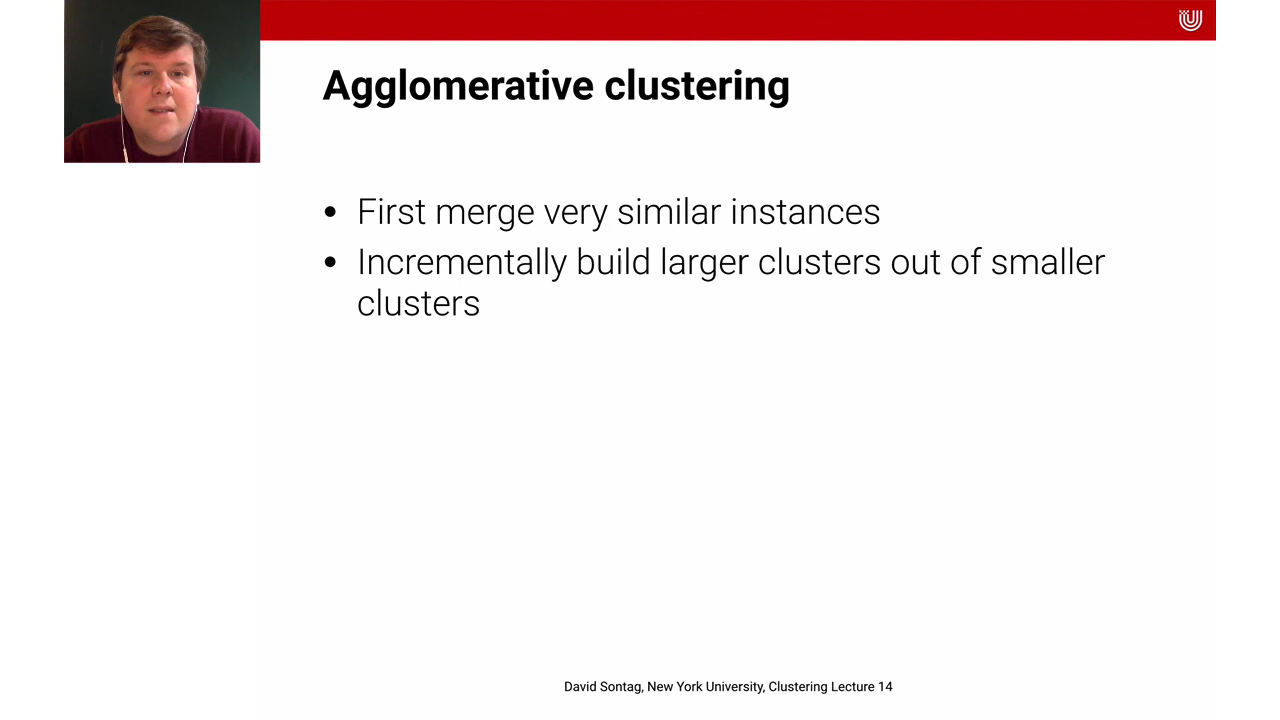 Agglomerative clustering
• First merge very similar instances
• Incrementally build larger clusters out of smaller
clusters
David Sontag, New York University, Clustering Lecture 14